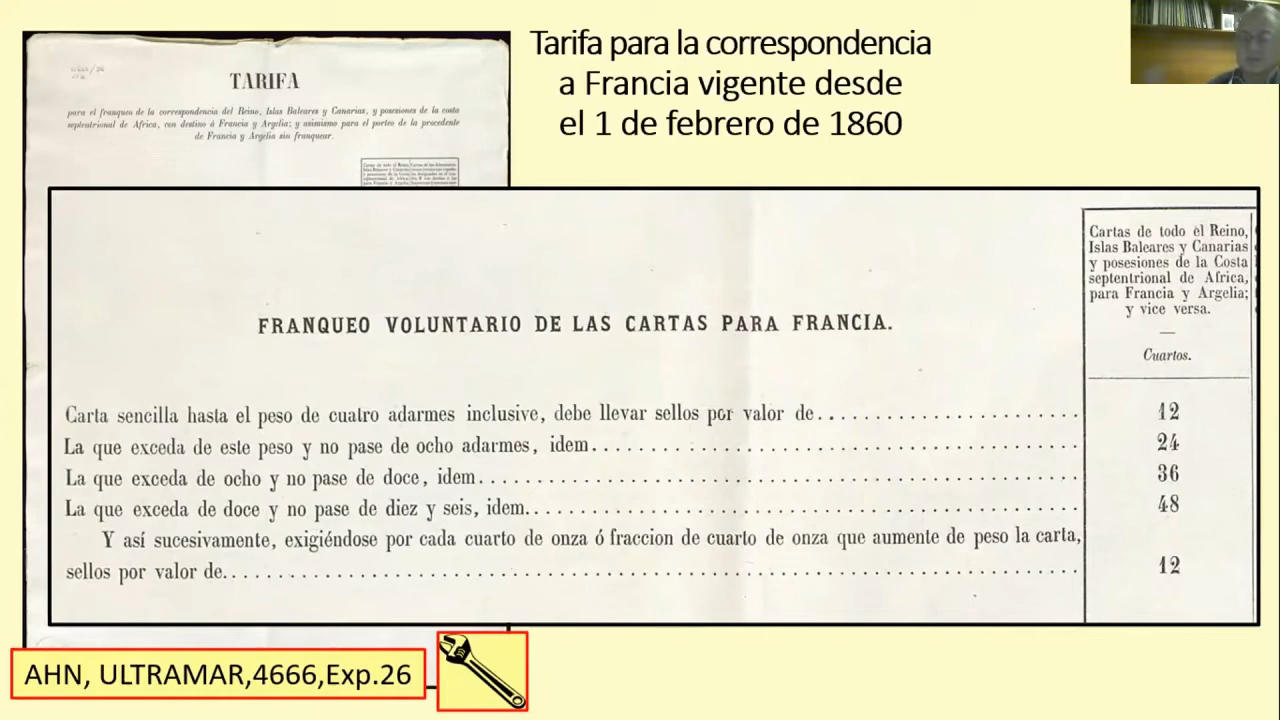 Tarifa para la correspondencia
a Francia vigente desde
el 1 de febrero de 1860
TARIFA
para el franqueo de la correspondencia del Reino, Islas Baleares y Canarias, y posesiones de la costa
septentrional de Africa, con destino á Francia y Argelia; y asimismo para el porteo de la procedente
de Francia y Argelia sin franquear.
Cartas de todo el Reino,
Islas Baleares y Canarias
y posesiones de la Costa
septentrional de Africa,
para Francia y Argelia;
y vice versa.
Cuartos.
FRANQUEO VOLUNTARIO DE LAS CARTAS PARA FRANCIA.
Carta sencilla hasta el peso de cuatro adarmes inclusive, debe llevar sellos por valor de. . . . . . . . . . . . . . . . . . . . . . . . 12
La que exceda de este peso y no pase de ocho adarmes, idem. . . . . . . . . . . . . . . . . . . . . . . . . . . . . . . . . . . . . . . . . . . . 24
La que exceda de ocho y no pase de doce, idem. . . . . . . . . . . . . . . . . . . . . . . . . . . . . . . . . . . . . . . . . . . . . . . . . . . . . . 36
La que exceda de doce y no pase de diez y seis, idem. . . . . . . . . . . . . . . . . . . . . . . . . . . . . . . . . . . . . . . . . . . . . . . . . . 48
Y así sucesivamente, exigiéndose por cada cuarto de onza ó fraccion de cuarto de onza que aumente de peso la carta,
sellos por valor de. . . . . . . . . . . . . . . . . . . . . . . . . . . . . . . . . . . . . . . . . . . . . . . . . . . . . . . . . . . . . . . . . . . . . . . . . . . . 12
AHN, ULTRAMAR,4666,Exp.26